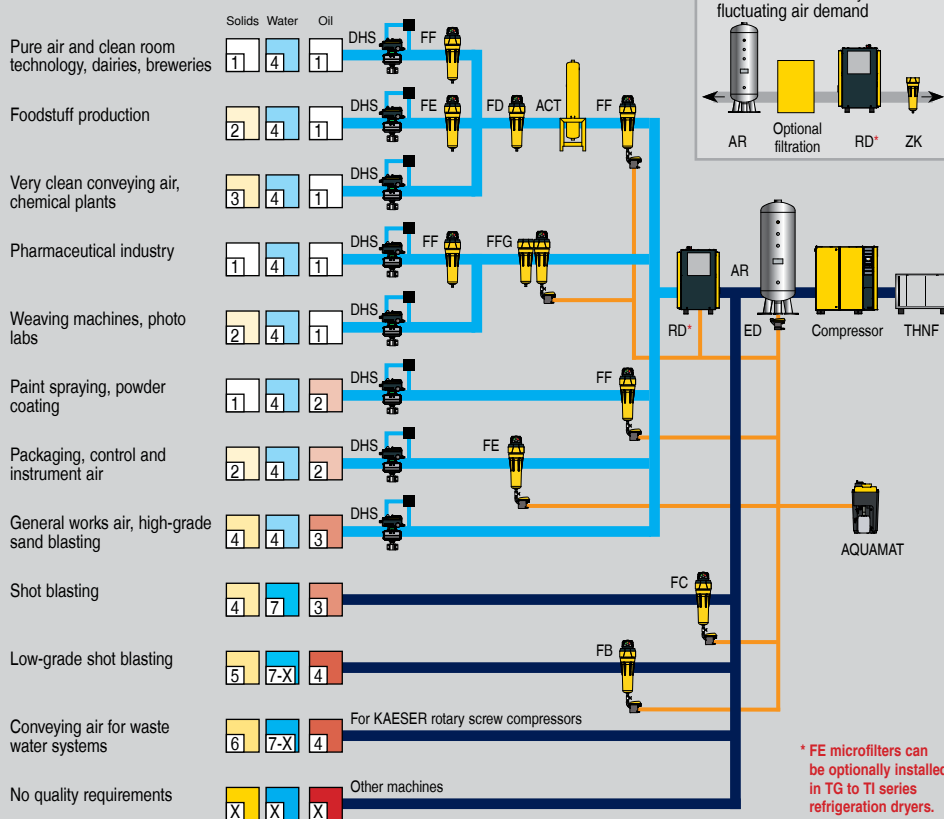 fluctuating air demand
AR
Optional
filtration
RD*
ZK
Solids Water Oil
Pure air and clean room
technology, dairies, breweries
1 4 1
DHS
FF
Foodstuff production
2 4 1
DHS
FE
FD
ACT
FF
Very clean conveying air,
chemical plants
3 4 1
DHS
Pharmaceutical industry
1 4 1
DHS
FF
FFG
AR
RD*
ED
Compressor
THNF
Weaving machines, photo
labs
2 4 1
DHS
Paint spraying, powder
coating
1 4 2
DHS
FF
Packaging, control and
instrument air
2 4 2
DHS
FE
General works air, high-grade
sand blasting
4 4 3
DHS
AQUAMAT
Shot blasting
4 7 3
FC
Low-grade shot blasting
5 7-X 4
FB
Conveying air for waste
water systems
6 7-X 4
For KAESER rotary screw compressors
No quality requirements
X X X
Other machines
* FE microfilters can
be optionally installed
in TG to TI series
refrigeration dryers.